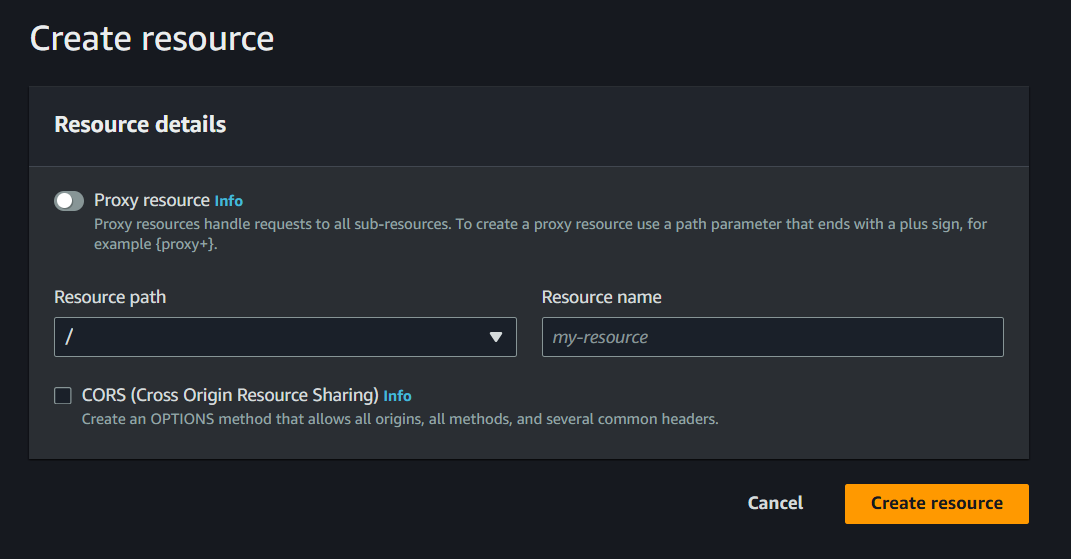 Create resource
Resource details
Proxy resource Info
Proxy resources handle requests to all sub-resources. To create a proxy resource use a path parameter that ends with a plus sign, for
example {proxy+}.
Resource path
Resource name
/
my-resource
CORS (Cross Origin Resource Sharing) Info
Create an OPTIONS method that allows all origins, all methods, and several common headers.
Cancel
Create resource